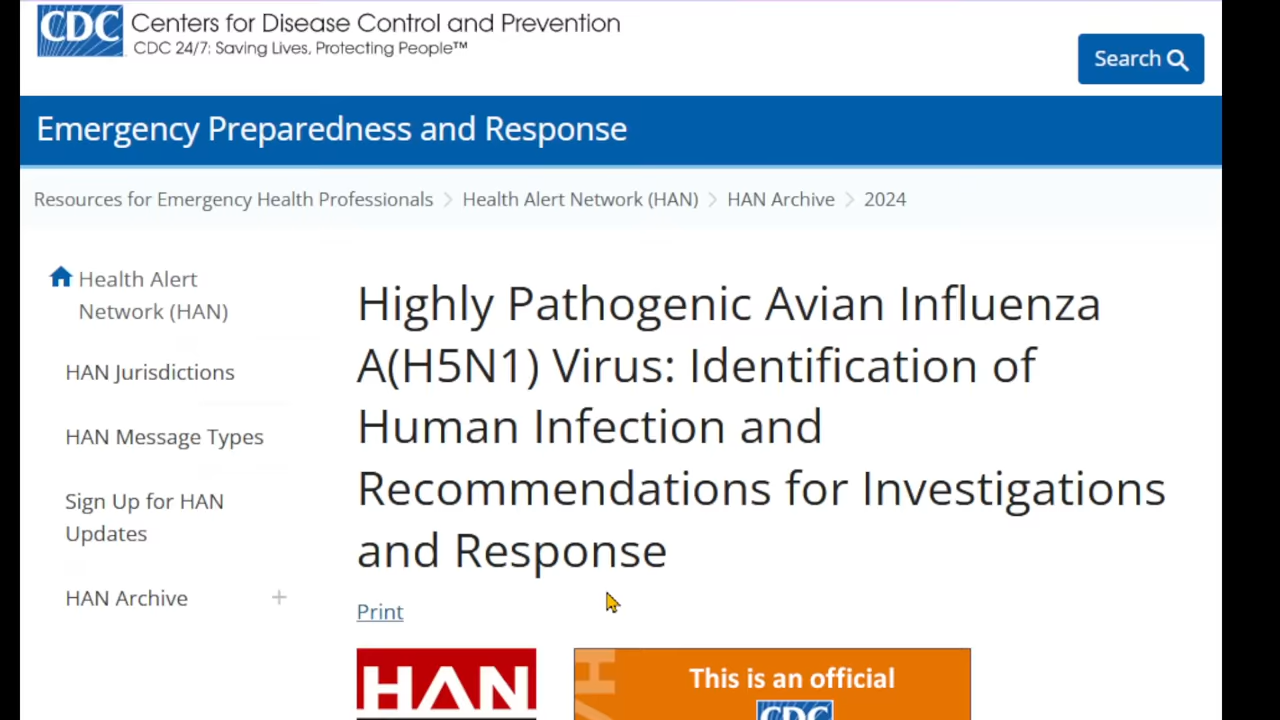 CDC
Centers for Disease Control and Prevention
CDC 24/7: Saving Lives, Protecting People™
Search
Emergency Preparedness and Response
Resources for Emergency Health Professionals > Health Alert Network (HAN) > HAN Archive > 2024
Health Alert
Network (HAN)
HAN Jurisdictions
HAN Message Types
Sign Up for HAN
Updates
HAN Archive +
Highly Pathogenic Avian Influenza
A(H5N1) Virus: Identification of
Human Infection and
Recommendations for Investigations
and Response
Print
HAN
This is an official
CDC